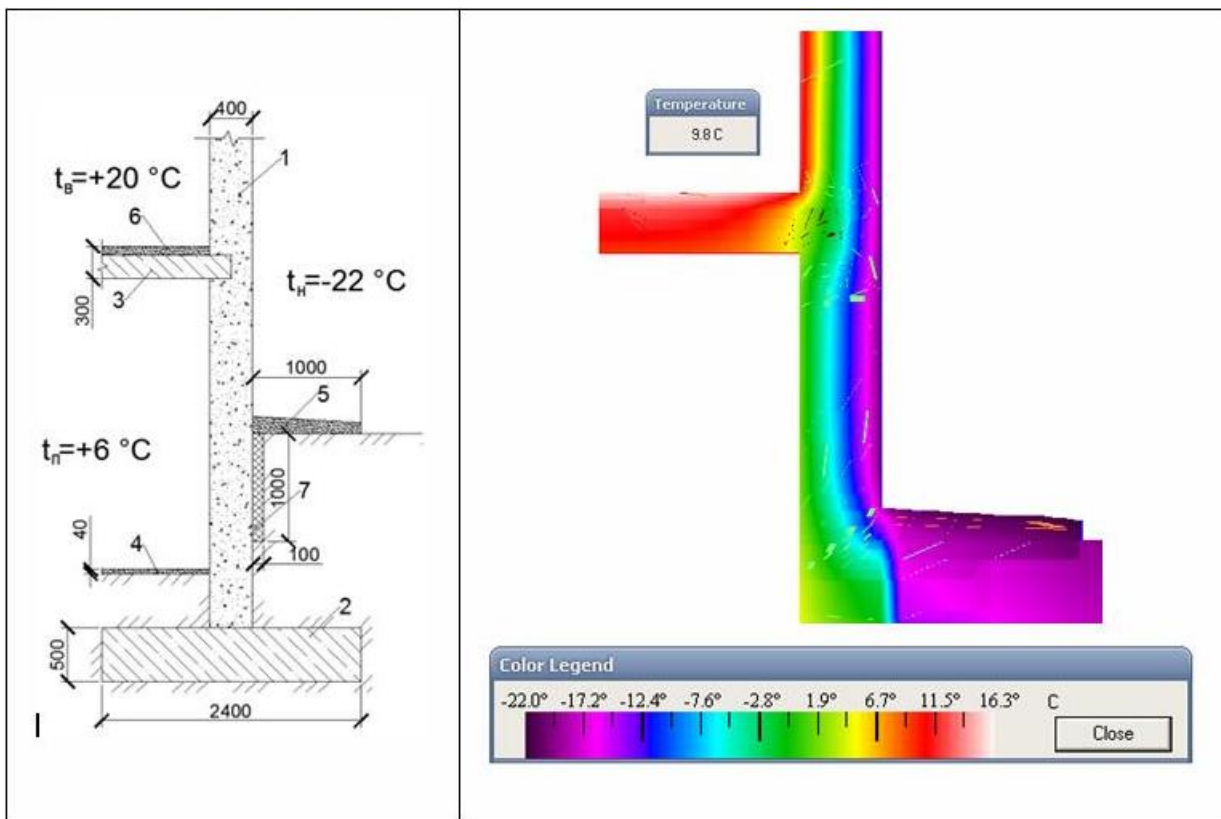 400
1
tв=+20 °C
6
3
300
tн=-22 °C
1000
5
tп=+6 °C
1000
7
40
4
100
2
500
2400
Temperature
9.8 C
Color Legend
-22.0° -17.2° -12.4° -7.6° -2.8° 1.9° 6.7° 11.5° 16.3° C
Close